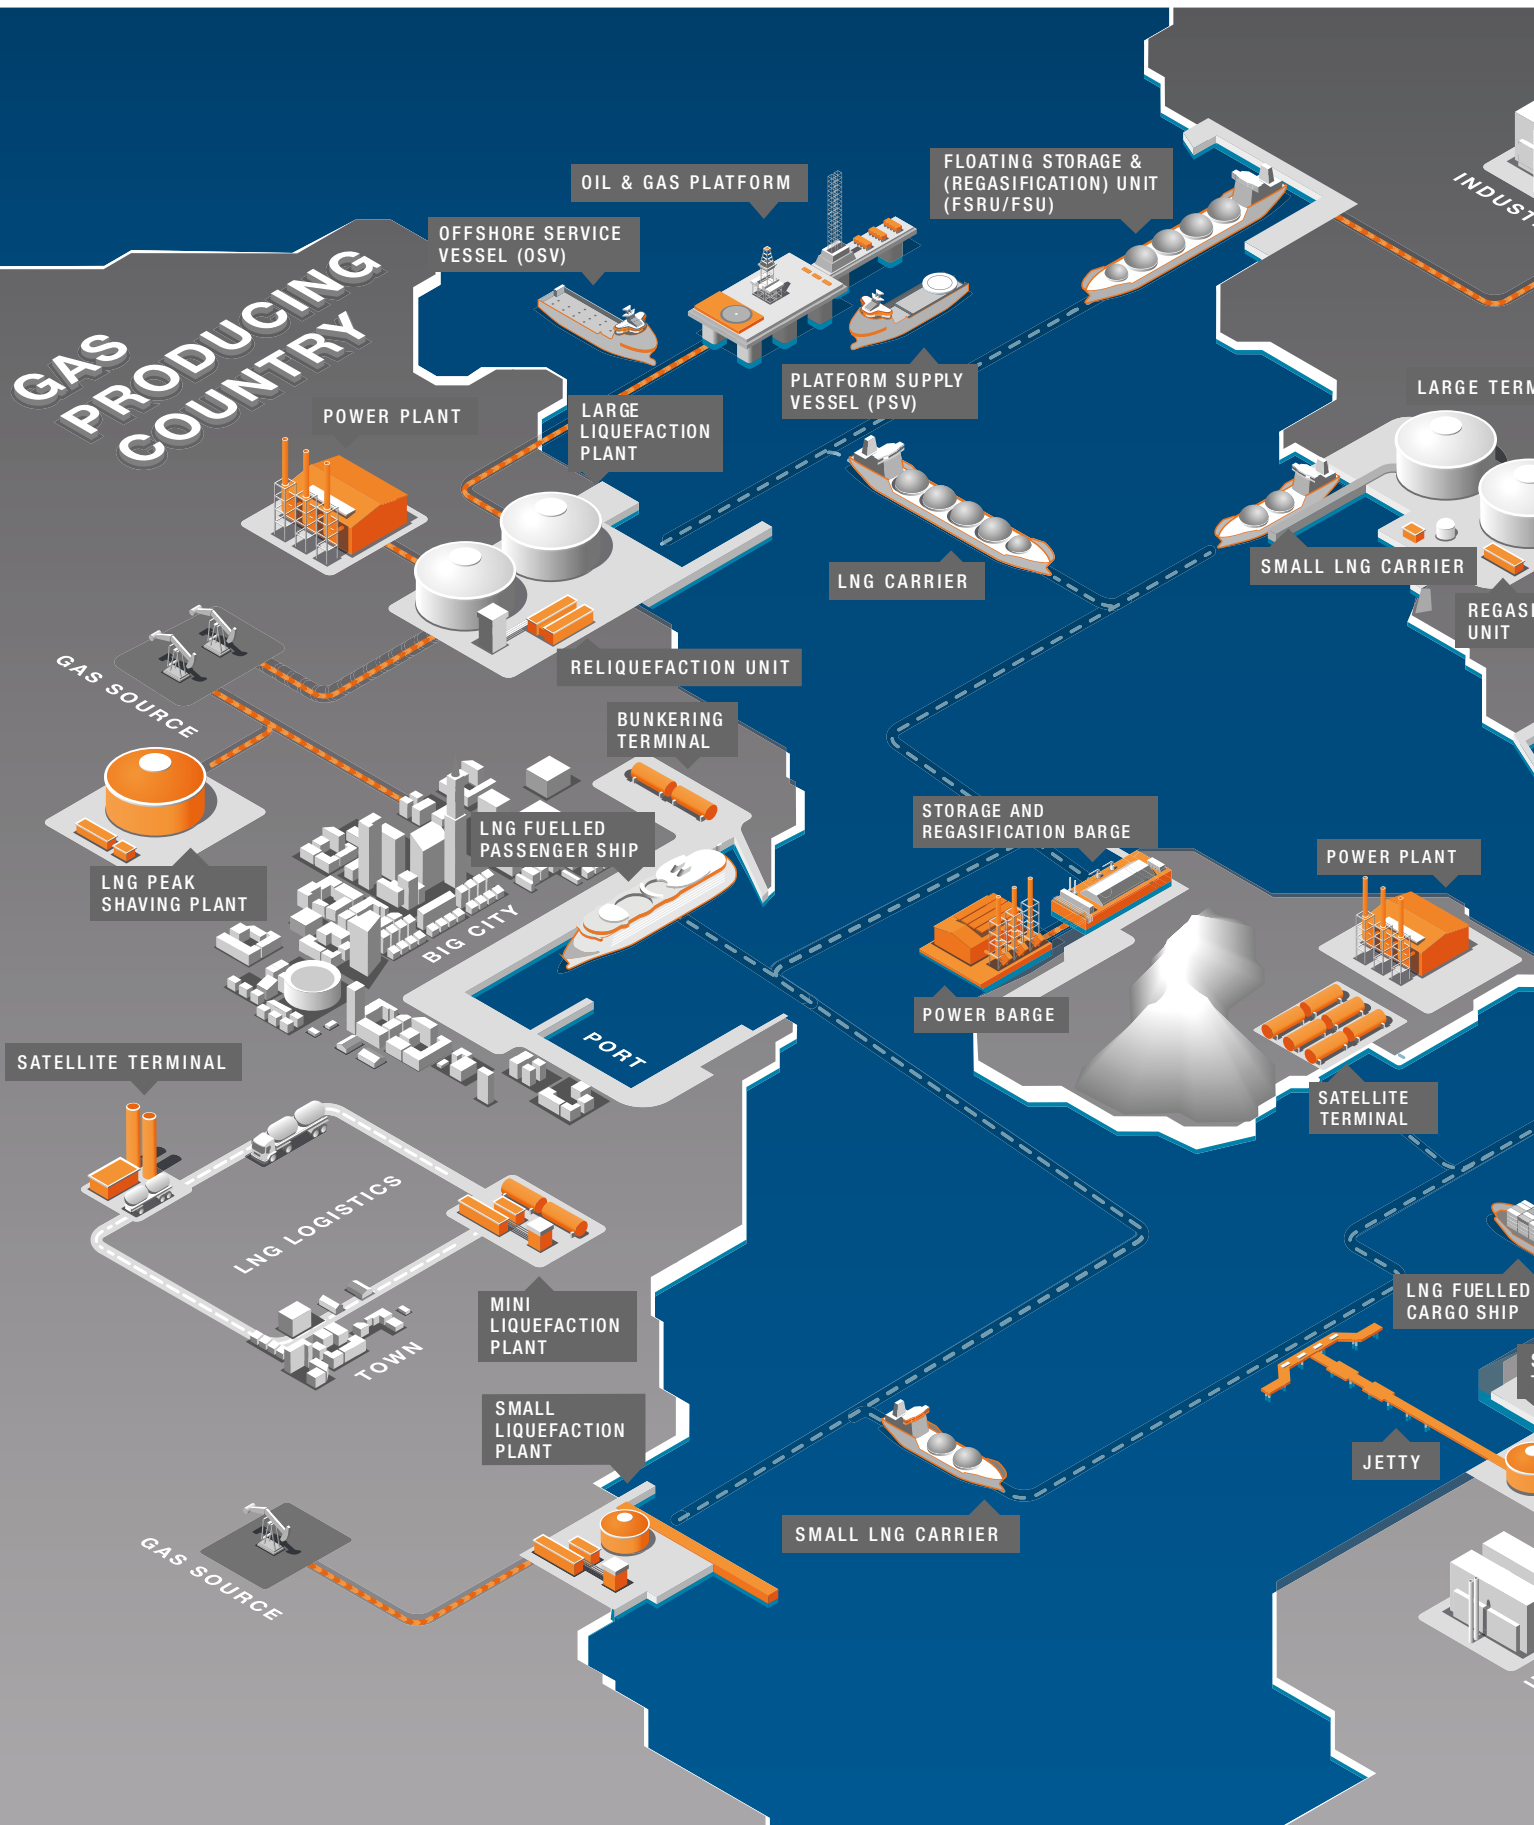 FLOATING STORAGE &
(REGASIFICATION) UNIT
(FSRU/FSU)
OIL & GAS PLATFORM
OFFSHORE SERVICE
VESSEL (OSV)
GAS
PRODUCING
COUNTRY
PLATFORM SUPPLY
VESSEL (PSV)
POWER PLANT
LARGE
LIQUEFACTION
PLANT
LARGE
LNG CARRIER
SMALL LNG CARRIER
UNIT
RELIQUEFACTION UNIT
GAS SOURCE
BUNKERING
TERMINAL
STORAGE AND
REGASIFICATION BARGE
LNG FUELLED
PASSENGER SHIP
POWER PLANT
LNG PEAK
SHAVING PLANT
BIG CITY
POWER BARGE
PORT
SATELLITE TERMINAL
SATELLITE
TERMINAL
LNG LOGISTICS
MINI
LIQUEFACTION
PLANT
LNG FUELLED
CARGO SHIP
TOWN
SMALL
LIQUEFACTION
PLANT
JETTY
SMALL LNG CARRIER
GAS SOURCE